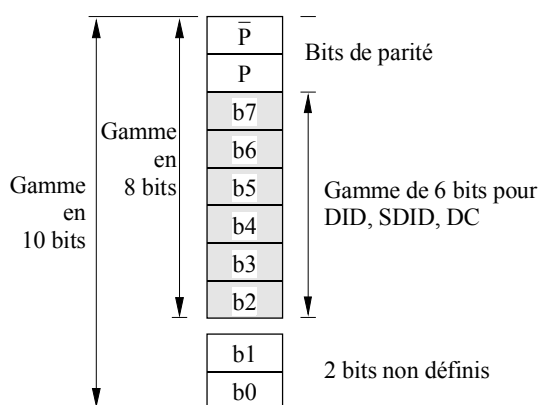 P̅
Bits de parité
P
b7
Gamme
en
8 bits
b6
b5
Gamme
en
10 bits
Gamme de 6 bits pour
DID, SDID, DC
b4
b3
b2
b1
2 bits non définis
b0